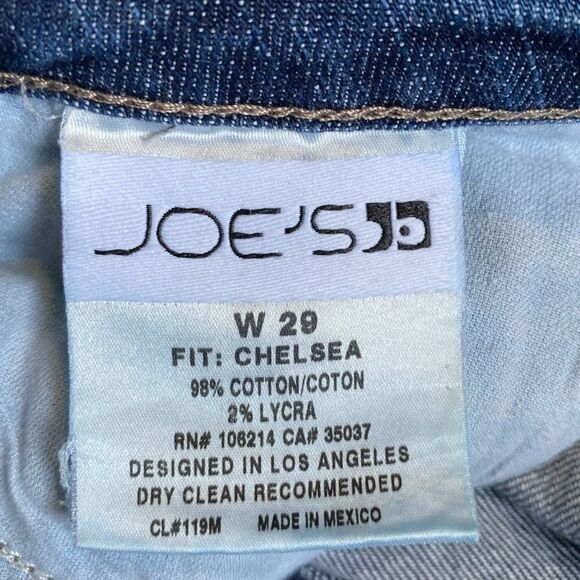 JOE'S
W 29
FIT: CHELSEA
98% COTTON/COTON
2% LYCRA
RN# 106214 CA# 35037
DESIGNED IN LOS ANGELES
DRY CLEAN RECOMMENDED
CL#119M MADE IN MEXICO